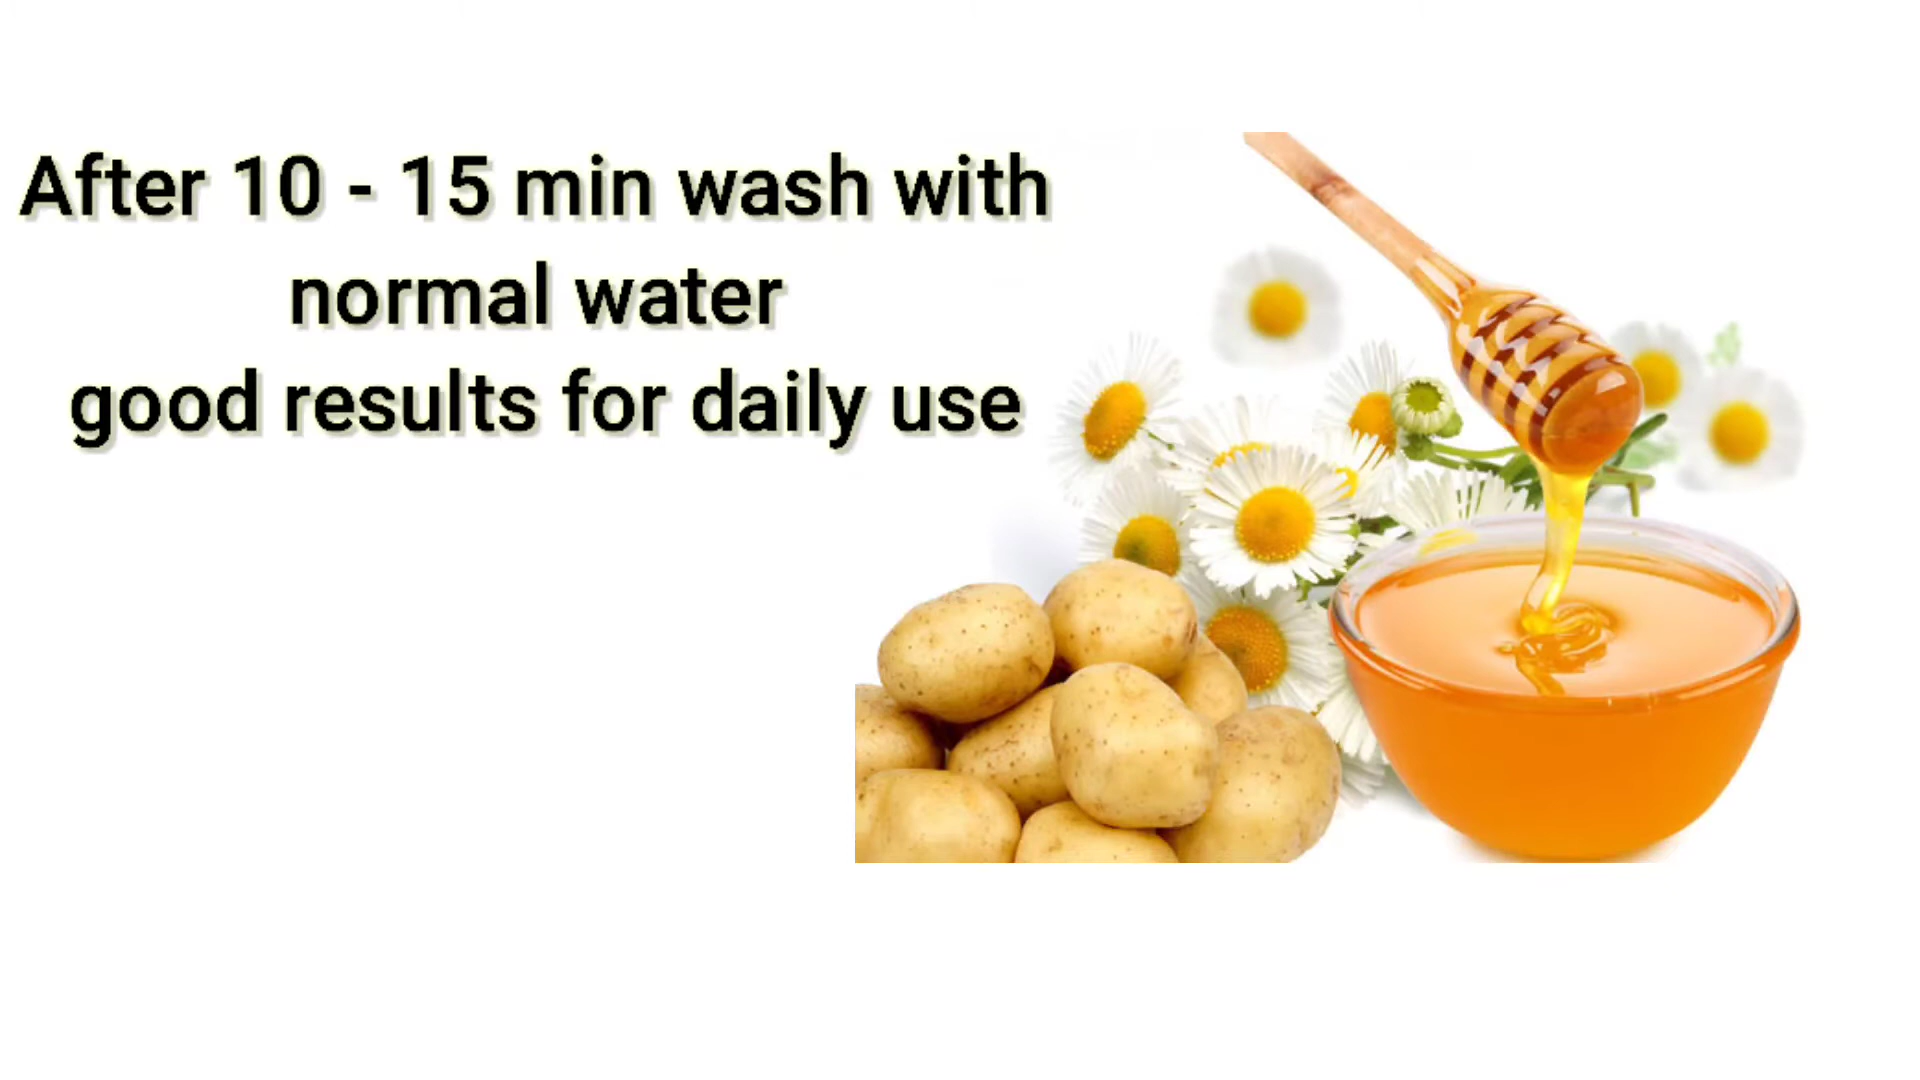 After 10 - 15 min wash with
normal water
good results for daily use